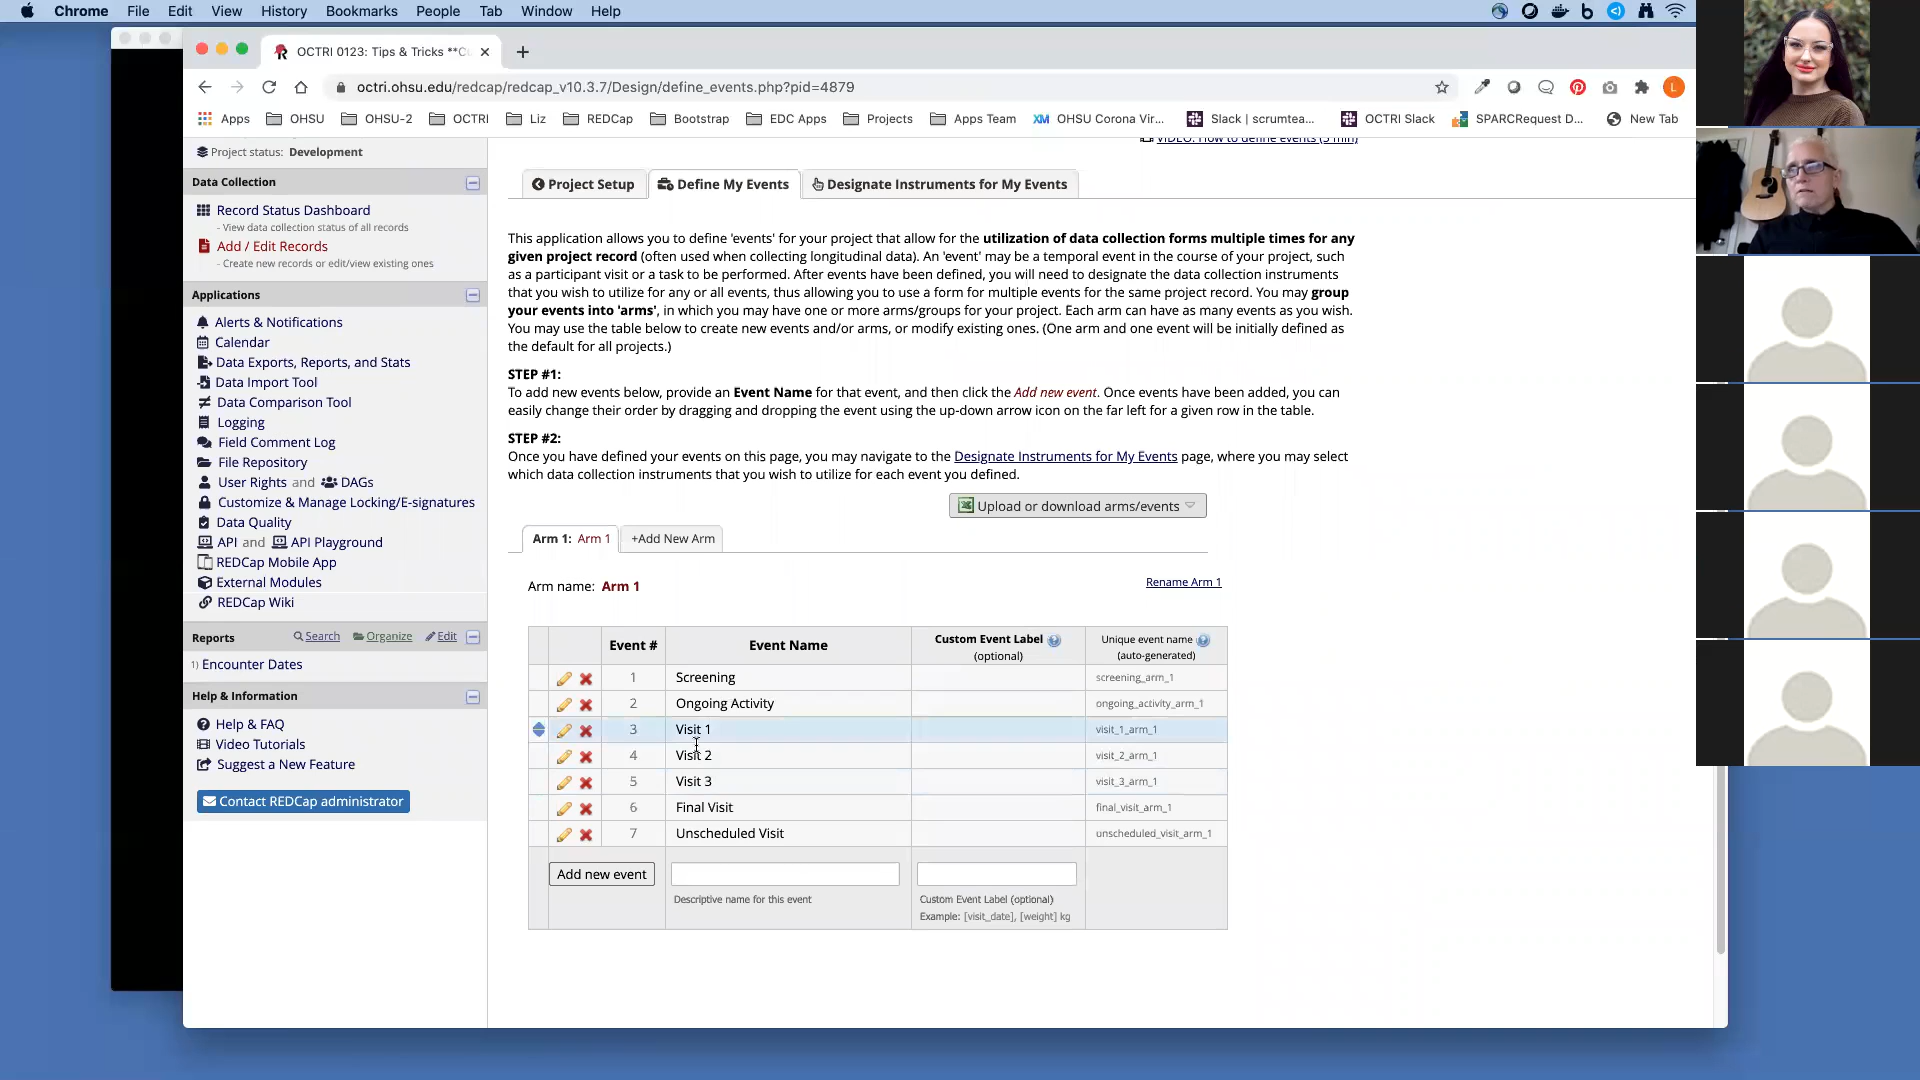 Chrome File Edit View History Bookmarks People Tab Window Help
OCTRI 0123: Tips & Tricks **C
octri.ohsu.edu/redcap/redcap_v10.3.7/Design/define_events.php?pid=4879
L
Apps OHSU OHSU-2 OCTRI Liz REDCap Bootstrap EDC Apps Projects Apps Team OHSU Corona Vir... Slack | scrumtea... OCTRI Slack SPARCRequest D... New Tab
Project status: Development
Data Collection
Record Status Dashboard
- View data collection status of all records
Add / Edit Records
- Create new records or edit/view existing ones
Applications
Alerts & Notifications
Calendar
Data Exports, Reports, and Stats
Data Import Tool
Data Comparison Tool
Logging
Field Comment Log
File Repository
User Rights and DAGs
Customize & Manage Locking/E-signatures
Data Quality
API and API Playground
REDCap Mobile App
External Modules
REDCap Wiki
Reports Search Organize Edit
1) Encounter Dates
Help & Information
Help & FAQ
Video Tutorials
Suggest a New Feature
Contact REDCap administrator
VIDEO: How to define events (5 min)
Project Setup Define My Events Designate Instruments for My Events
This application allows you to define 'events' for your project that allow for the utilization of data collection forms multiple times for any
given project record (often used when collecting longitudinal data). An 'event' may be a temporal event in the course of your project, such
as a participant visit or a task to be performed. After events have been defined, you will need to designate the data collection instruments
that you wish to utilize for any or all events, thus allowing you to use a form for multiple events for the same project record. You may group
your events into 'arms', in which you may have one or more arms/groups for your project. Each arm can have as many events as you wish.
You may use the table below to create new events and/or arms, or modify existing ones. (One arm and one event will be initially defined as
the default for all projects.)
STEP #1:
To add new events below, provide an Event Name for that event, and then click the Add new event. Once events have been added, you can
easily change their order by dragging and dropping the event using the up-down arrow icon on the far left for a given row in the table.
STEP #2:
Once you have defined your events on this page, you may navigate to the Designate Instruments for My Events page, where you may select
which data collection instruments that you wish to utilize for each event you defined.
Upload or download arms/events
Arm 1: Arm 1 +Add New Arm
Arm name: Arm 1 Rename Arm 1
Event # Event Name Custom Event Label (optional) Unique event name (auto-generated)
1 Screening screening_arm_1
2 Ongoing Activity ongoing_activity_arm_1
3 Visit 1 visit_1_arm_1
4 Visit 2 visit_2_arm_1
5 Visit 3 visit_3_arm_1
6 Final Visit final_visit_arm_1
7 Unscheduled Visit unscheduled_visit_arm_1
Add new event
Descriptive name for this event Custom Event Label (optional)
Example: [visit_date], [weight] kg